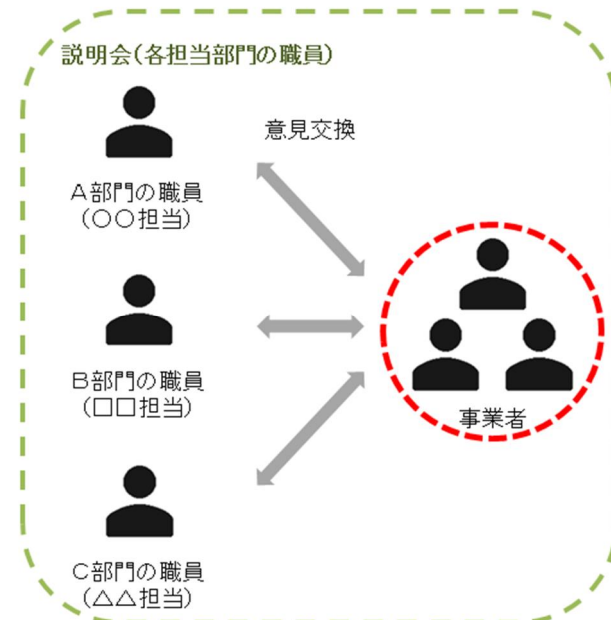 説明会(各担当部門の職員)
意見交換
A部門の職員
(○○担当)
B部門の職員
(□□担当)
C部門の職員
(△△担当)
事業者